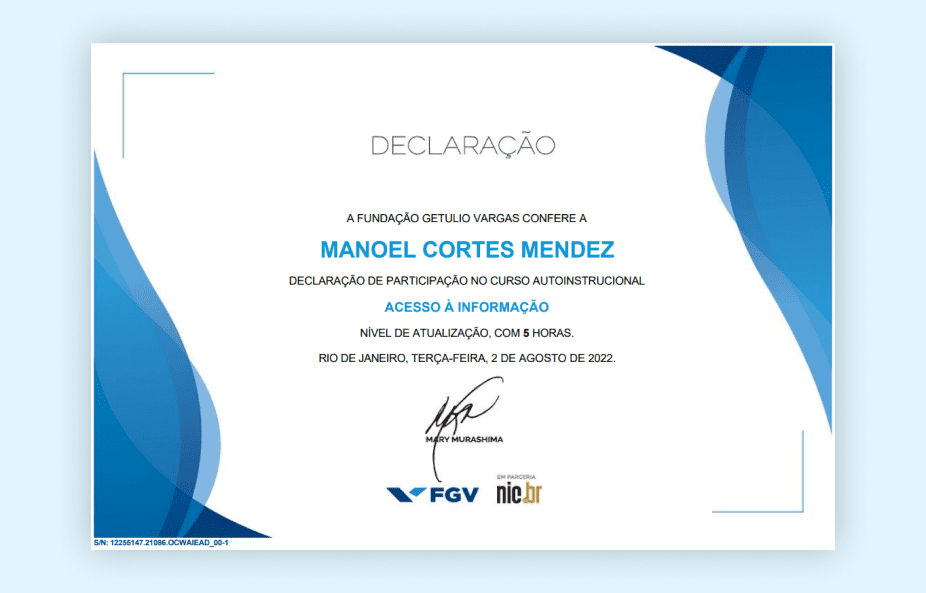 DECLARAÇÃO
A FUNDAÇÃO GETULIO VARGAS CONFERE A
MANOEL CORTES MENDEZ
DECLARAÇÃO DE PARTICIPAÇÃO NO CURSO AUTOINSTRUCIONAL
ACESSO À INFORMAÇÃO
NÍVEL DE ATUALIZAÇÃO, COM 5 HORAS.
RIO DE JANEIRO, TERÇA-FEIRA, 2 DE AGOSTO DE 2022.
MARY MURASHIMA
EM PARCERIA
FGV nic.br
S/N: 12255147.21086.OCWAIEAD_00-1